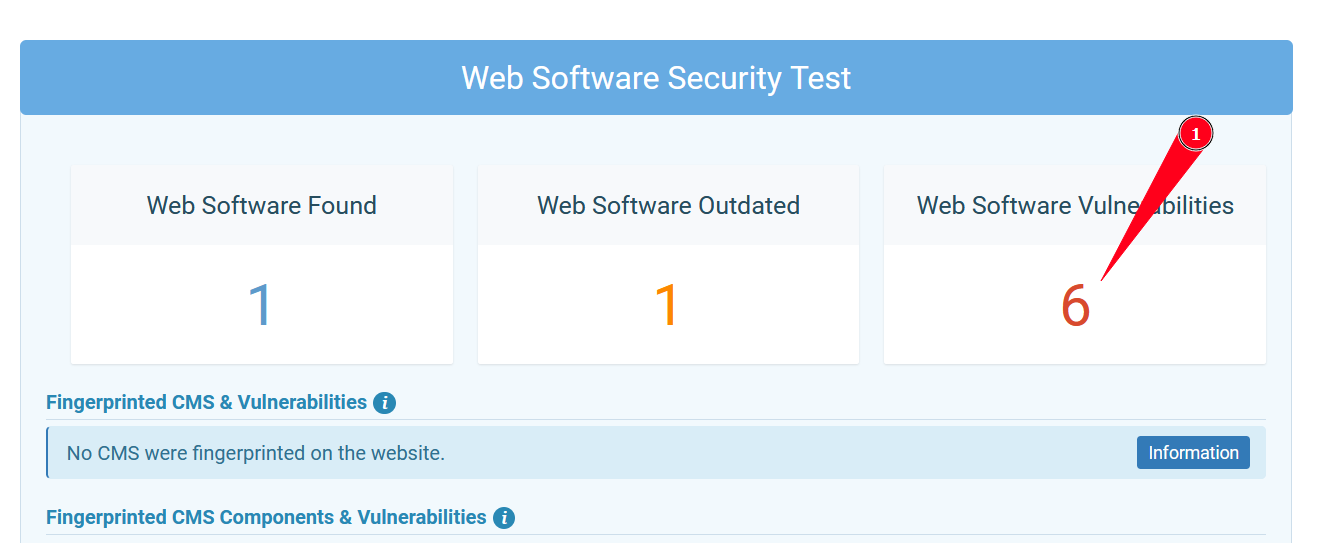 Web Software Security Test
1
Web Software Found
Web Software Outdated
Web Software Vulnerabilities
1
1
6
Fingerprinted CMS & Vulnerabilities i
No CMS were fingerprinted on the website.
Information
Fingerprinted CMS Components & Vulnerabilities i